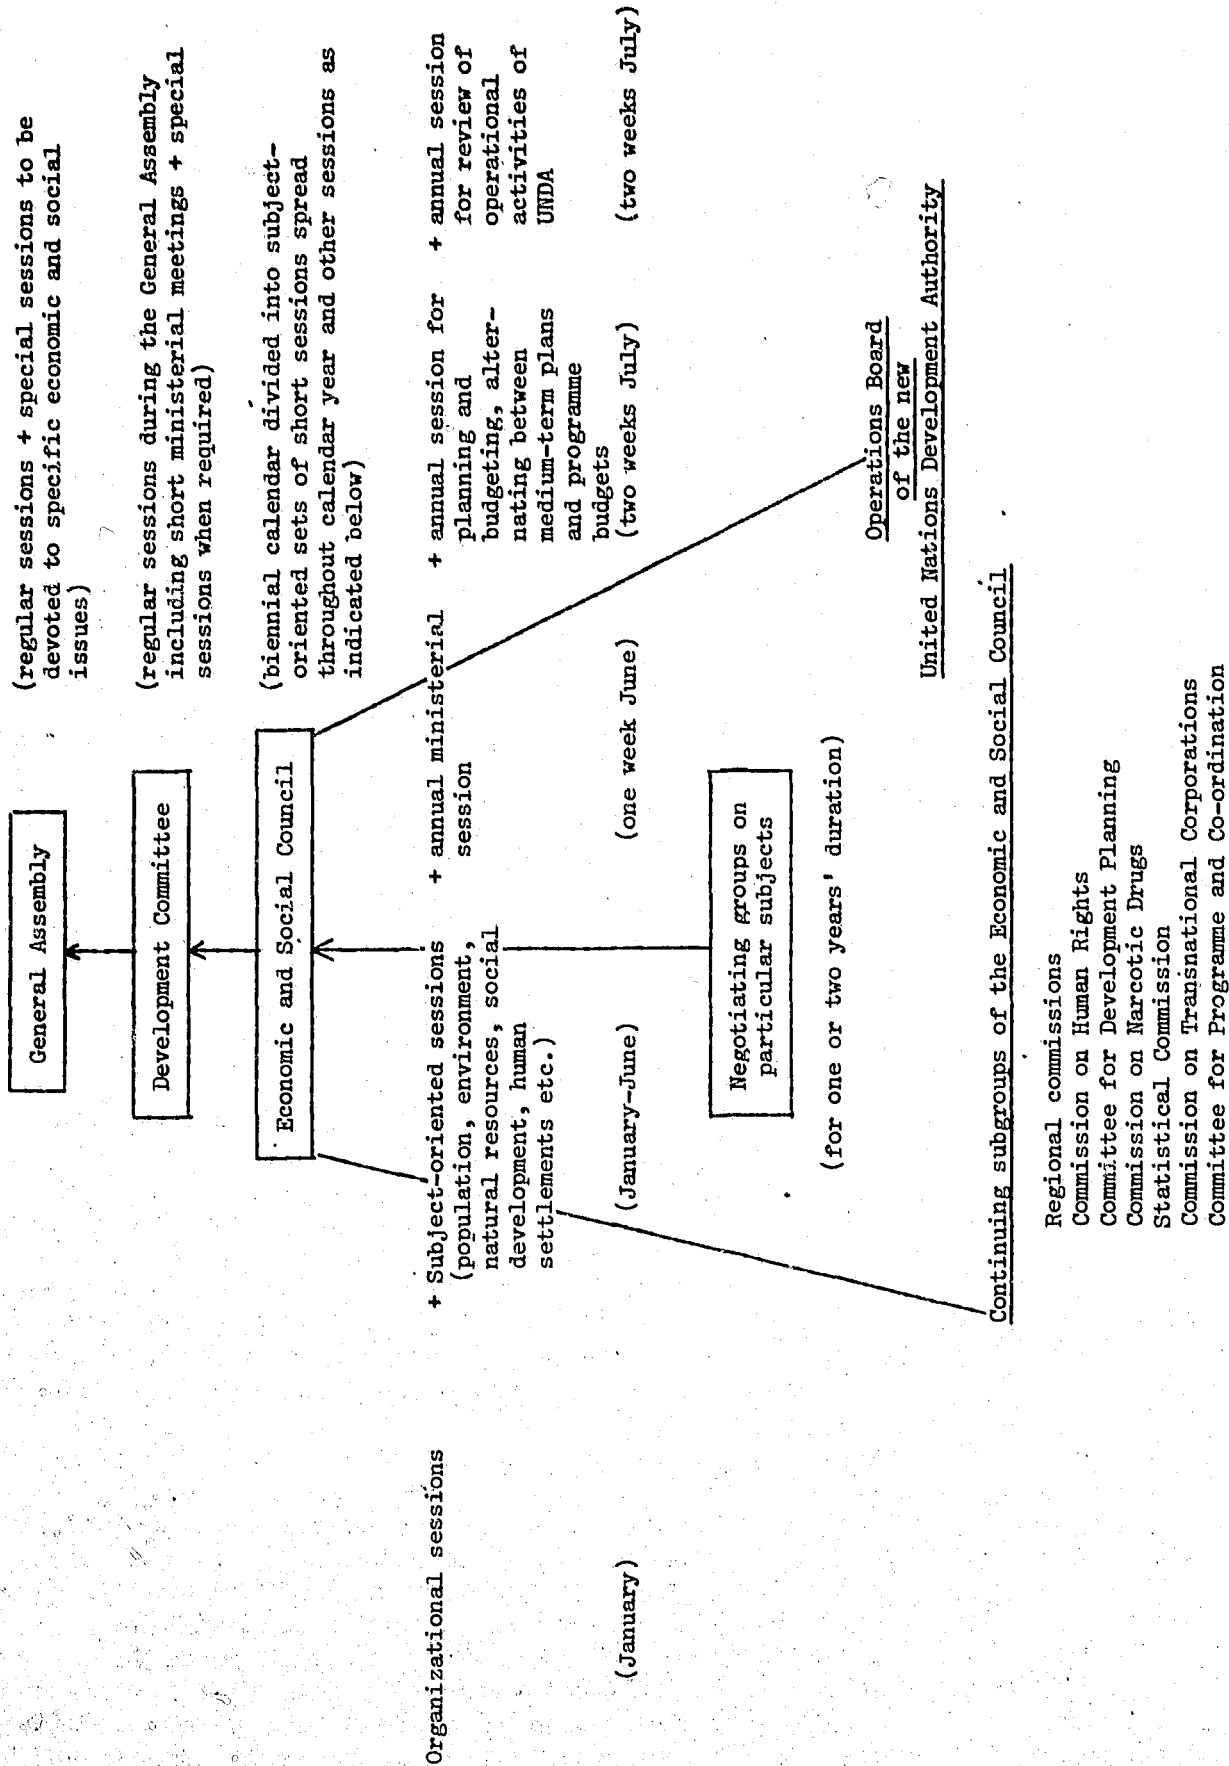 General Assembly
(regular sessions + special sessions to be
devoted to specific economic and social
issues)
Development Committee
(regular sessions during the General Assembly
including short ministerial meetings + special
sessions when required)
Economic and Social Council
(biennial calendar divided into subject-
oriented sets of short sessions spread
throughout calendar year and other sessions as
indicated below)
Organizational sessions
(January)
+ Subject-oriented sessions
(population, environment,
natural resources, social
development, human
settlements etc.)
(January-June)
+ annual ministerial
session
(one week June)
+ annual session for
planning and
budgeting, alter-
nating between
medium-term plans
and programme
budgets
(two weeks July)
+ annual session
for review of
operational
activities of
UNDA
(two weeks July)
Negotiating groups on
particular subjects
(for one or two years' duration)
Operations Board
of the new
United Nations Development Authority
Continuing subgroups of the Economic and Social Council
Regional commissions
Commission on Human Rights
Committee for Development Planning
Commission on Narcotic Drugs
Statistical Commission
Commission on Transnational Corporations
Committee for Programme and Co-ordination